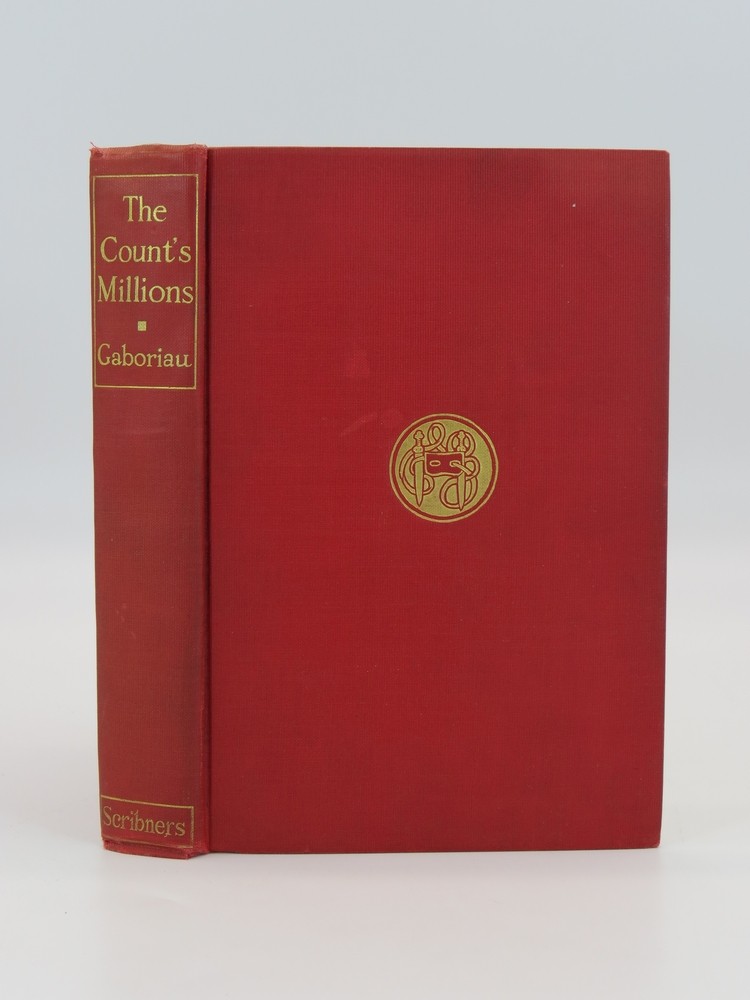 The
Count's
Millions
Gaboriau
Scribners